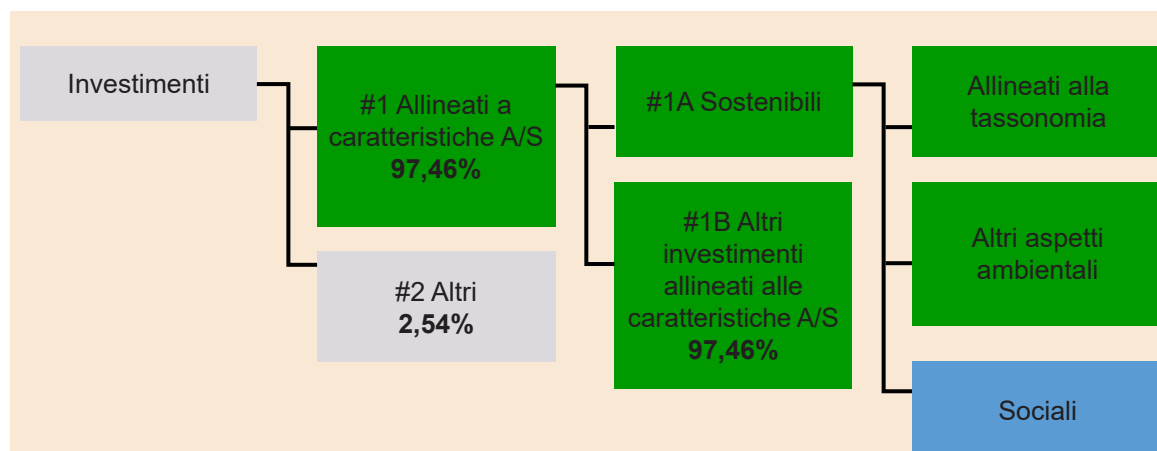 Investimenti
#1 Allineati a
caratteristiche A/S
97,46%
#2 Altri
2,54%
#1A Sostenibili
#1B Altri
investimenti
allineati alle
caratteristiche A/S
97,46%
Allineati alla
tassonomia
Altri aspetti
ambientali
Sociali